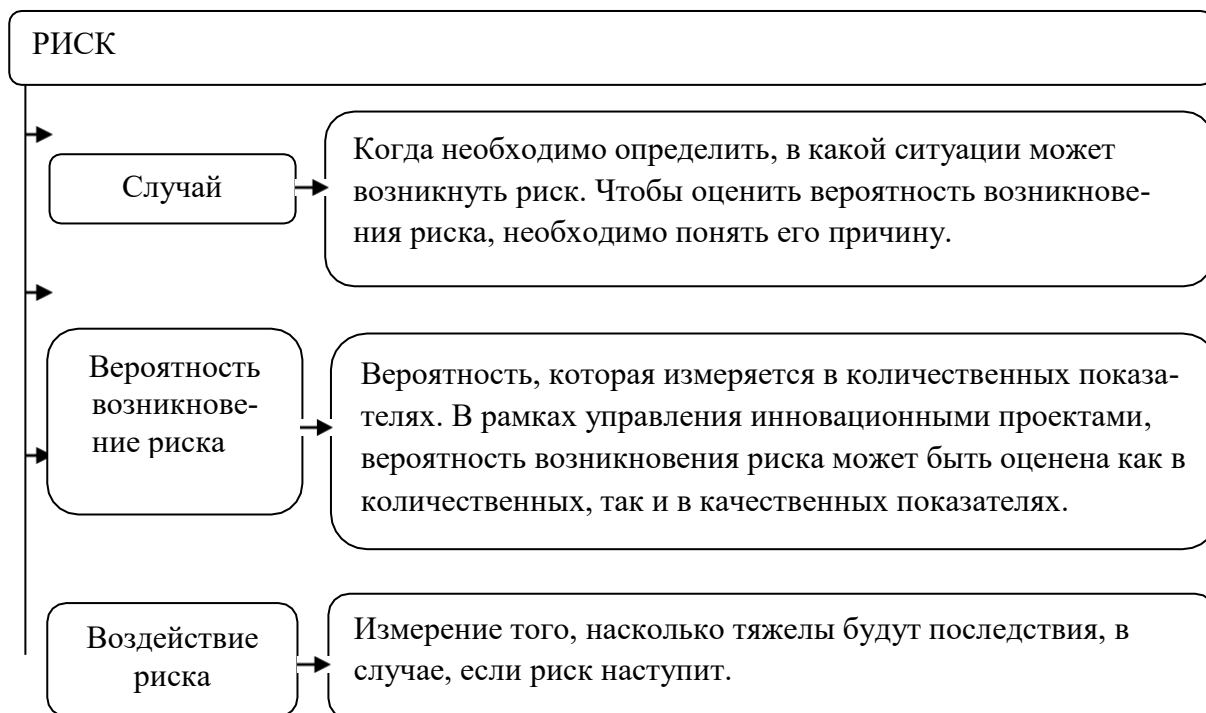 РИСК
Случай
Когда необходимо определить, в какой ситуации может
возникнуть риск. Чтобы оценить вероятность возникнове-
ния риска, необходимо понять его причину.
Вероятность
возникнове-
ние риска
Вероятность, которая измеряется в количественных показа-
телях. В рамках управления инновационными проектами,
вероятность возникновения риска может быть оценена как в
количественных, так и в качественных показателях.
Воздействие
риска
Измерение того, насколько тяжелы будут последствия, в
случае, если риск наступит.